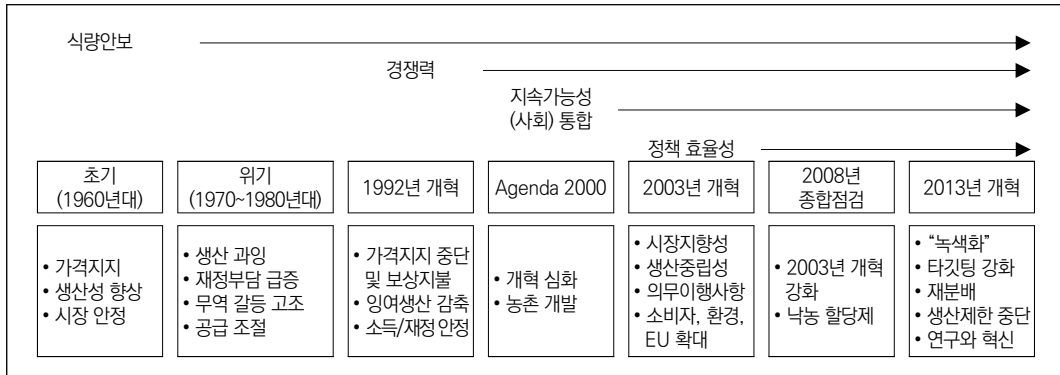 식량안보
경쟁력
지속가능성
(사회) 통합
정책 효율성
초기
(1960년대)
위기
(1970~1980년대)
1992년 개혁
Agenda 2000
2003년 개혁
2008년
종합점검
2013년 개혁
• 가격지지
• 생산성 향상
• 시장 안정
• 생산 과잉
• 재정부담 급증
• 무역 갈등 고조
• 공급 조절
• 가격지지 중단
및 보상지불
• 잉여생산 감축
• 소득/재정 안정
• 개혁 심화
• 농촌 개발
• 시장지향성
• 생산중립성
• 의무이행사항
• 소비자, 환경,
EU 확대
• 2003년 개혁
강화
• 낙농 할당제
• “녹색화”
• 타깃팅 강화
• 재분배
• 생산제한 중단
• 연구와 혁신